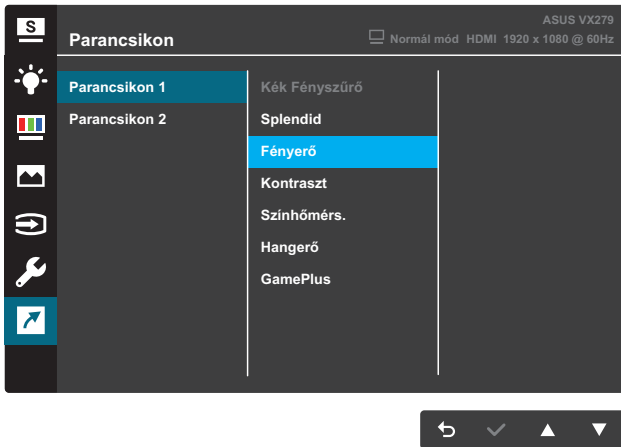 S
ASUS VX279
Parancsikon
Normál mód HDMI 1920 x 1080 @ 60Hz
Parancsikon 1
Parancsikon 2
Kék Fényszűrő
Splendid
Fényerő
Kontraszt
Színhőmérs.
Hangerő
GamePlus